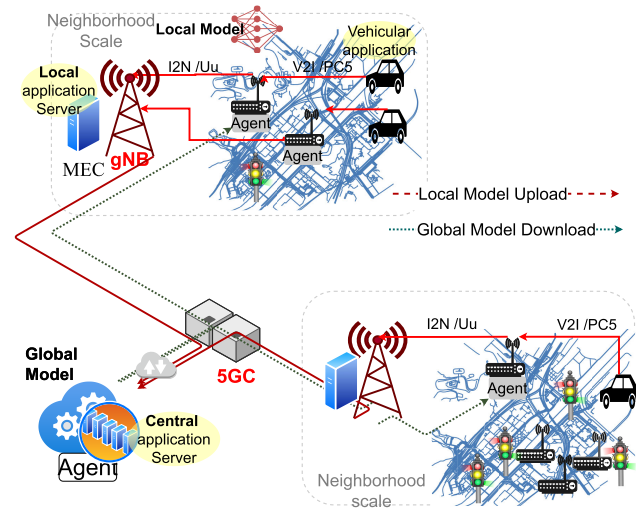 Neighborhood
Scale
Local Model
Vehicular
application
I2N /Uu
V2I /PC5
Local
application
Server
Agent
Agent
MEC
gNB
Local Model Upload
Global Model Download
5GC
Global
Model
Central
application
Server
Agent
I2N /Uu
V2I /PC5
Agent
Neighborhood
scale